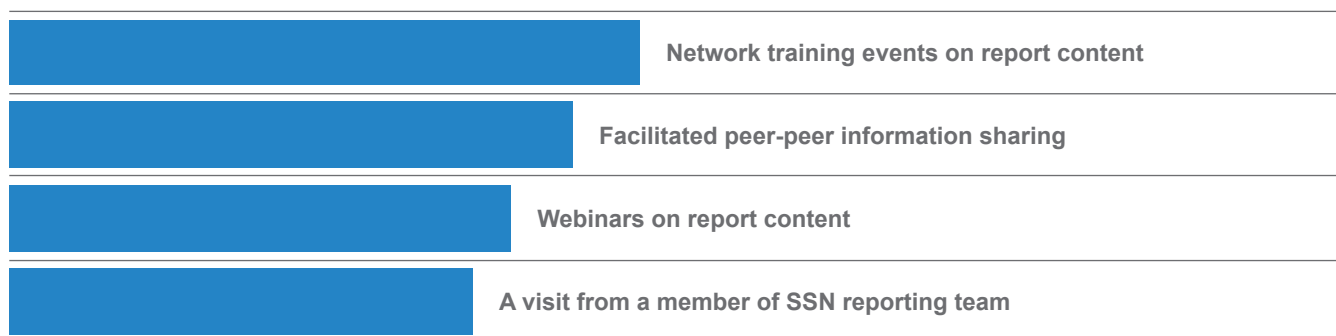 Network training events on report content
Facilitated peer-peer information sharing
Webinars on report content
A visit from a member of SSN reporting team